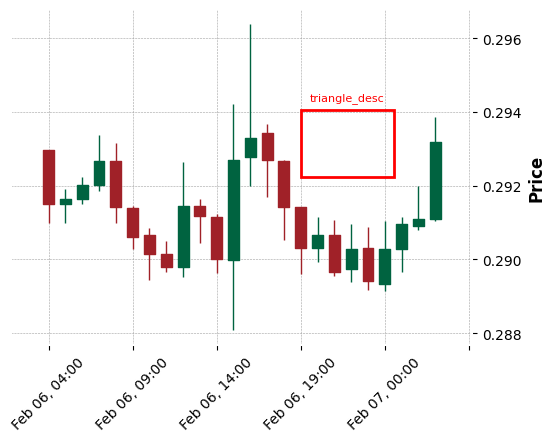 triangle_desc
0.296
0.294
0.292
0.290
0.288
Price
Feb 06, 04:00
Feb 06, 09:00
Feb 06, 14:00
Feb 06, 19:00
Feb 07, 00:00